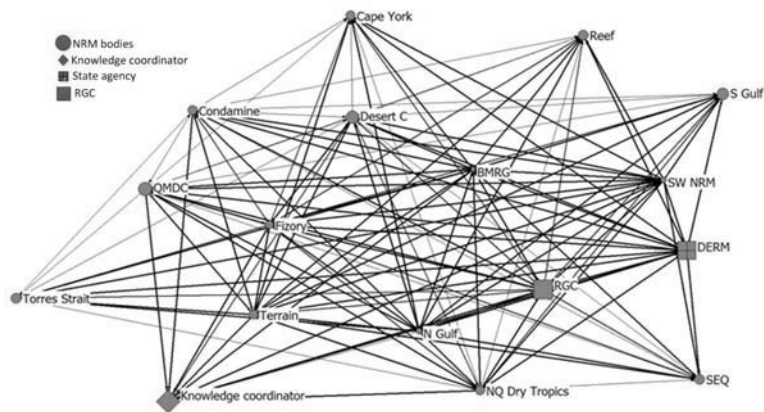 NRM bodies
Knowledge coordinator
State agency
RGC
Cape York
Reef
S Gulf
Condamine
Desert C
BMRG
SW NRM
QMDC
Fizory
DERM
RGC
Torres Strait
Terrain
N Gulf
Knowledge coordinator
NQ Dry Tropics
SEQ